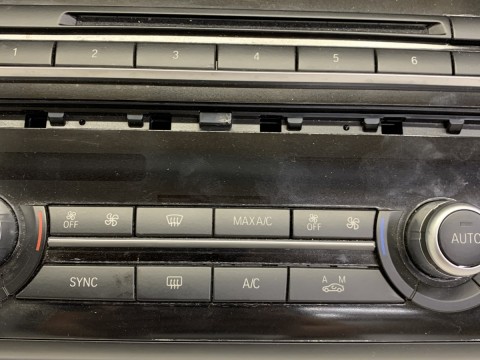 1 2 3 4 5 6
OFF MAX A/C OFF
AUTO
SYNC A/C A M